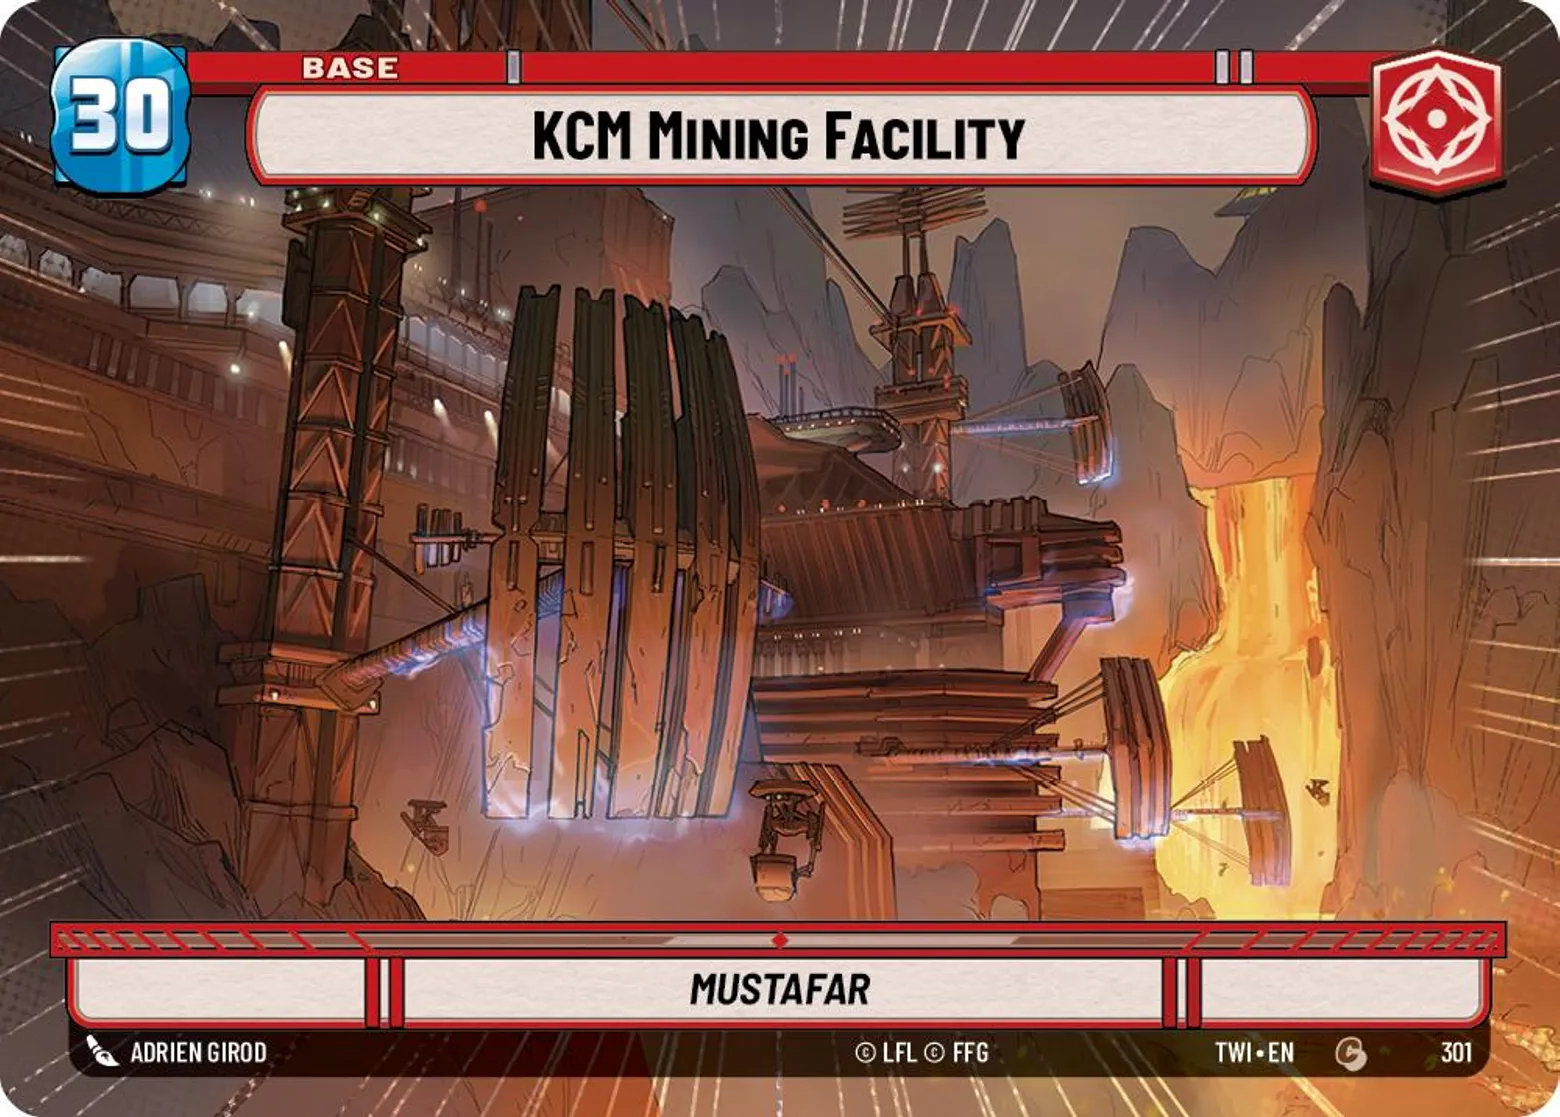 30
BASE
KCM MINING FACILITY
MUSTAFAR
ADRIEN GIROD
© LFL © FFG
TWI•EN
C
301